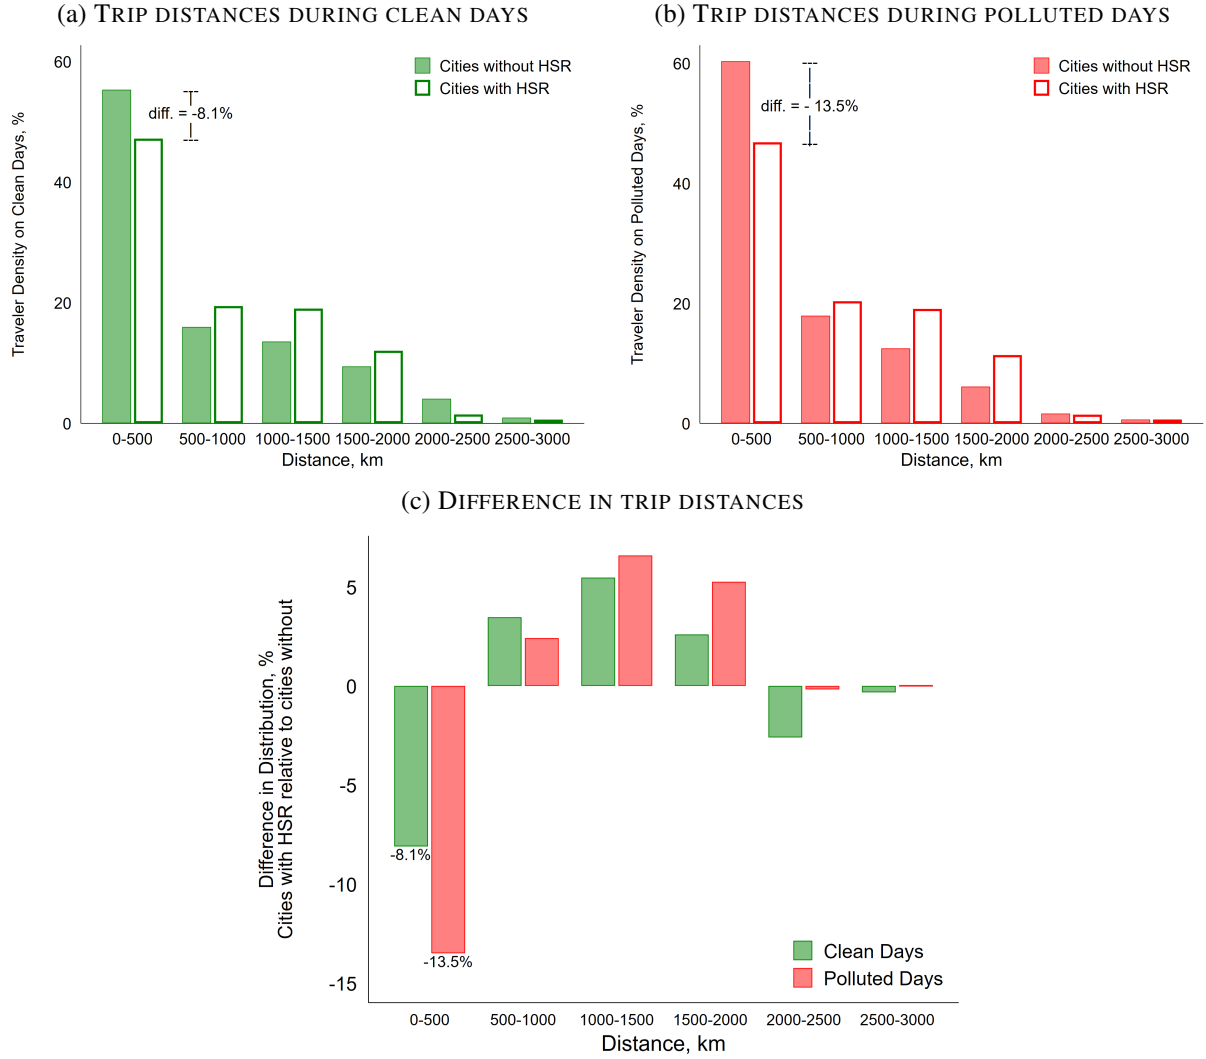 (a) TRIP DISTANCES DURING CLEAN DAYS
Traveler Density on Clean Days, %
60
40
20
0
Cities without HSR
Cities with HSR
diff. = -8.1%
0-500 500-1000 1000-1500 1500-2000 2000-2500 2500-3000
Distance, km
(b) TRIP DISTANCES DURING POLLUTED DAYS
Traveler Density on Polluted Days, %
60
40
20
0
Cities without HSR
Cities with HSR
diff. = - 13.5%
0-500 500-1000 1000-1500 1500-2000 2000-2500 2500-3000
Distance, km
(c) DIFFERENCE IN TRIP DISTANCES
Difference in Distribution, %
Cities with HSR relative to cities without
5
0
-5
-10
-15
-8.1%
-13.5%
Clean Days
Polluted Days
0-500 500-1000 1000-1500 1500-2000 2000-2500 2500-3000
Distance, km